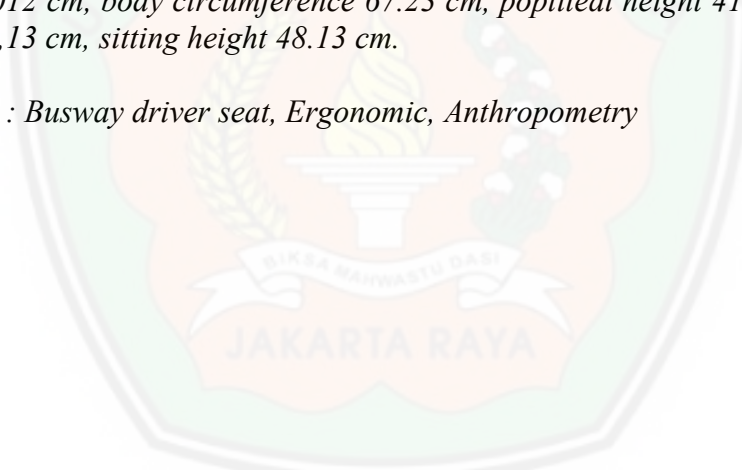 012 cm, body circumference 67.23 cm, popliteal height 41
,13 cm, sitting height 48.13 cm.
: Busway driver seat, Ergonomic, Anthropometry
BIKSA MAHWASTU DASI
JAKARTA RAYA